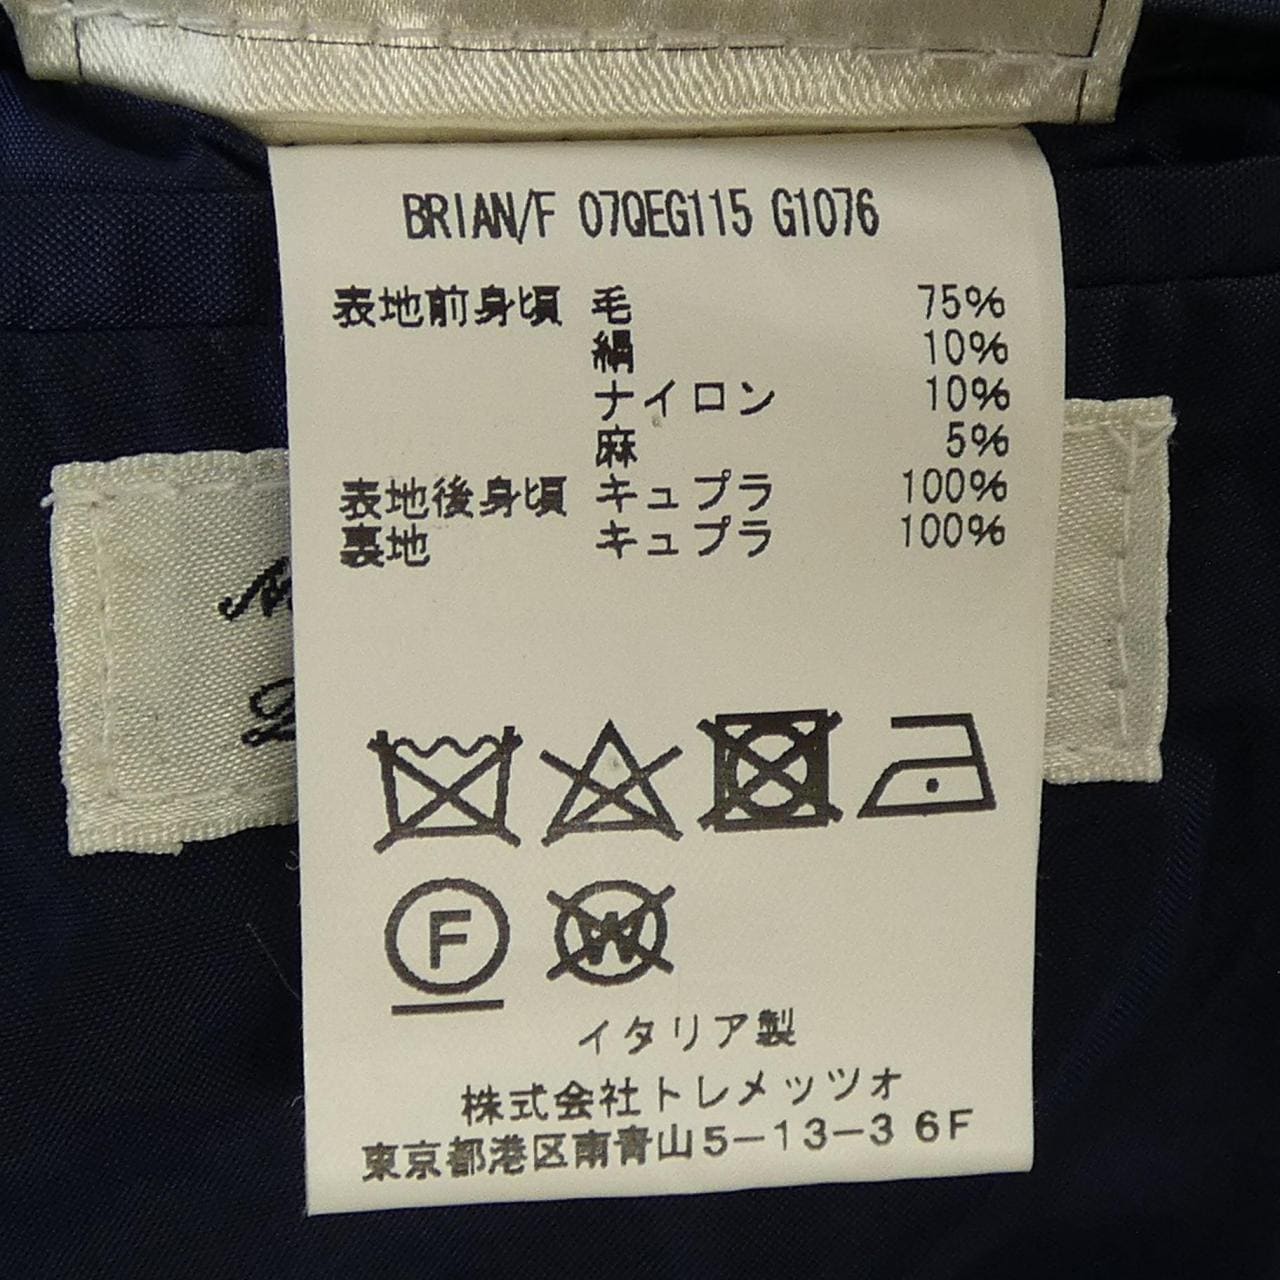 BRIAN/F 07QEG115 G1076
表地前身頃 毛 75%
絹 10%
ナイロン 10%
麻 5%
表地後身頃 キュプラ 100%
裏地 キュプラ 100%
F W
イタリア製
株式会社トレメッツォ
東京都港区南青山5-13-3 6F